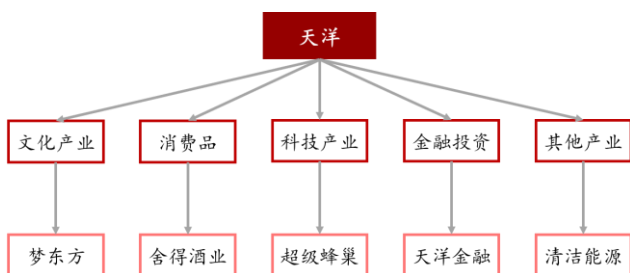 天洋
文化产业
消费品
科技产业
金融投资
其他产业
梦东方
舍得酒业
超级蜂巢
天洋金融
清洁能源